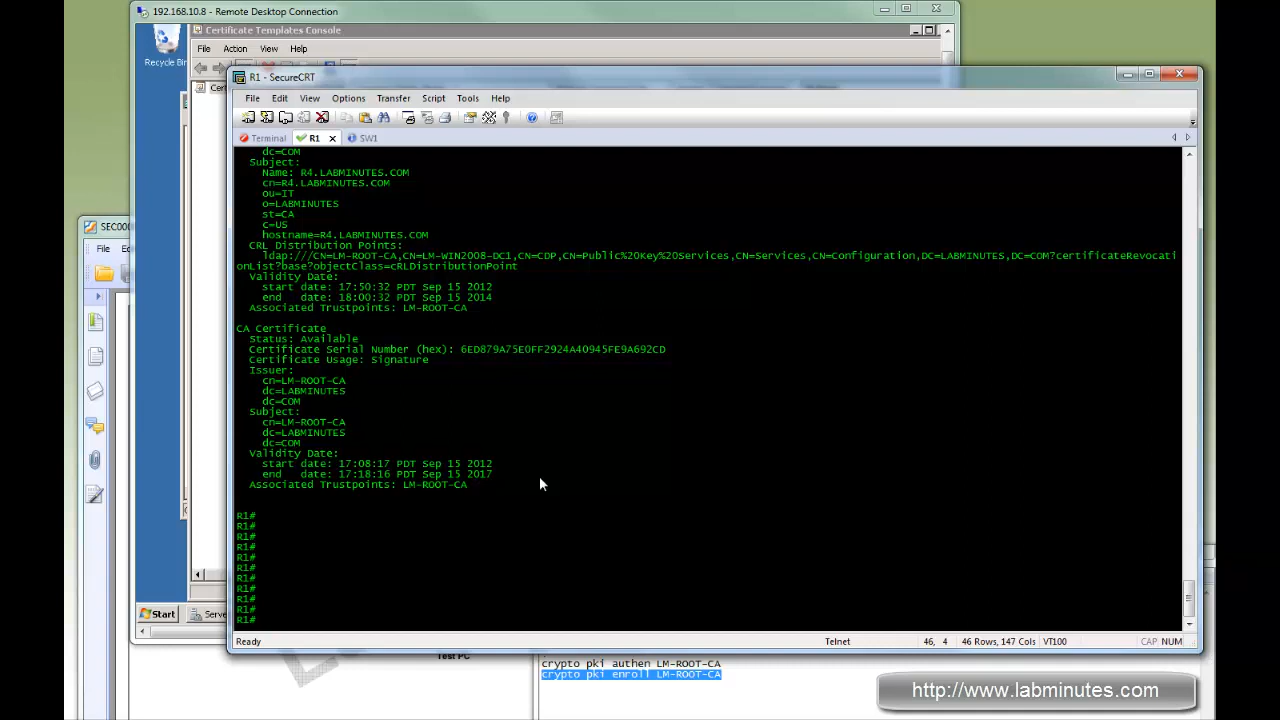 192.168.10.8 - Remote Desktop Connection
Certificate Templates Console
File Action View Help
Recycle Bin
R1 - SecureCRT
File Edit View Options Transfer Script Tools Help
Terminal R1 SW1
dc=COM
Subject:
Name: R4.LABMINUTES.COM
cn=R4.LABMINUTES.COM
ou=IT
o=LABMINUTES
st=CA
c=US
hostname=R4.LABMINUTES.COM
CRL Distribution Points:
ldap:///CN=LM-ROOT-CA,CN=LM-WIN2008-DC1,CN=CDP,CN=Public%20Key%20Services,CN=Services,CN=Configuration,DC=LABMINUTES,DC=COM?certificateRevocati
onList?base?objectClass=cRLDistributionPoint
Validity Date:
start date: 17:50:32 PDT Sep 15 2012
end date: 18:00:32 PDT Sep 15 2014
Associated Trustpoints: LM-ROOT-CA
CA Certificate
Status: Available
Certificate Serial Number (hex): 6ED879A75E0FF2924A40945FE9A692CD
Certificate Usage: Signature
Issuer:
cn=LM-ROOT-CA
dc=LABMINUTES
dc=COM
Subject:
cn=LM-ROOT-CA
dc=LABMINUTES
dc=COM
Validity Date:
start date: 17:08:17 PDT Sep 15 2012
end date: 17:18:16 PDT Sep 15 2017
Associated Trustpoints: LM-ROOT-CA
R1#
R1#
R1#
R1#
R1#
R1#
R1#
R1#
R1#
R1#
R1#
Ready Telnet 46, 4 46 Rows, 147 Cols VT100 CAP NUM
SEC000
File
Start
Test PC
crypto pki authen LM-ROOT-CA
crypto pki enroll LM-ROOT-CA
http://www.labminutes.com